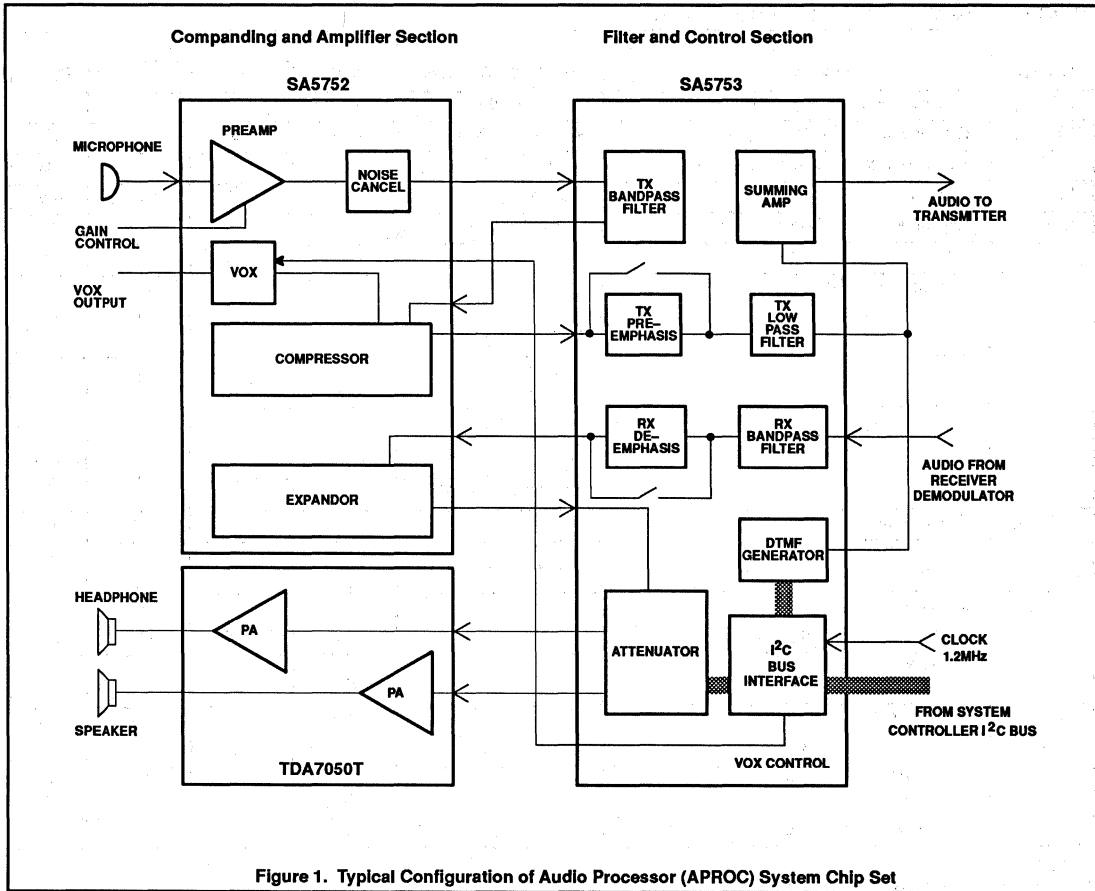 Companding and Amplifier Section
Filter and Control Section
SA5752
SA5753
MICROPHONE
PREAMP
NOISE
CANCEL
TX
BANDPASS
FILTER
SUMMING
AMP
AUDIO TO
TRANSMITTER
GAIN
CONTROL
VOX
VOX
OUTPUT
COMPRESSOR
TX
PRE–
EMPHASIS
TX
LOW
PASS
FILTER
RX
DE–
EMPHASIS
RX
BANDPASS
FILTER
AUDIO FROM
RECEIVER
DEMODULATOR
EXPANDOR
DTMF
GENERATOR
HEADPHONE
PA
ATTENUATOR
I²C
BUS
INTERFACE
CLOCK
1.2MHz
PA
SPEAKER
FROM SYSTEM
CONTROLLER I²C BUS
TDA7050T
VOX CONTROL
Figure 1. Typical Configuration of Audio Processor (APROC) System Chip Set